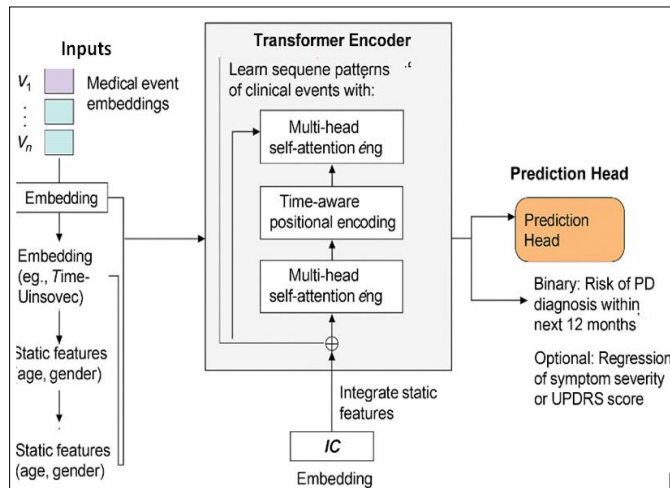 Inputs
V1
Medical event
embeddings
Vn
Embedding
Embedding
(eg., Time-
Uinsovec)
Static features
(age, gender)
Static features
(age, gender)
Transformer Encoder
Learn sequene patterns
of clinical events with:
Multi-head
self-attention éng
Time-aware
positional encoding
Multi-head
self-attention éng
Integrate static
features
IC
Embedding
Prediction Head
Prediction
Head
Binary: Risk of PD
diagnosis within
next 12 months
Optional: Regression
of symptom severity
or UPDRS score